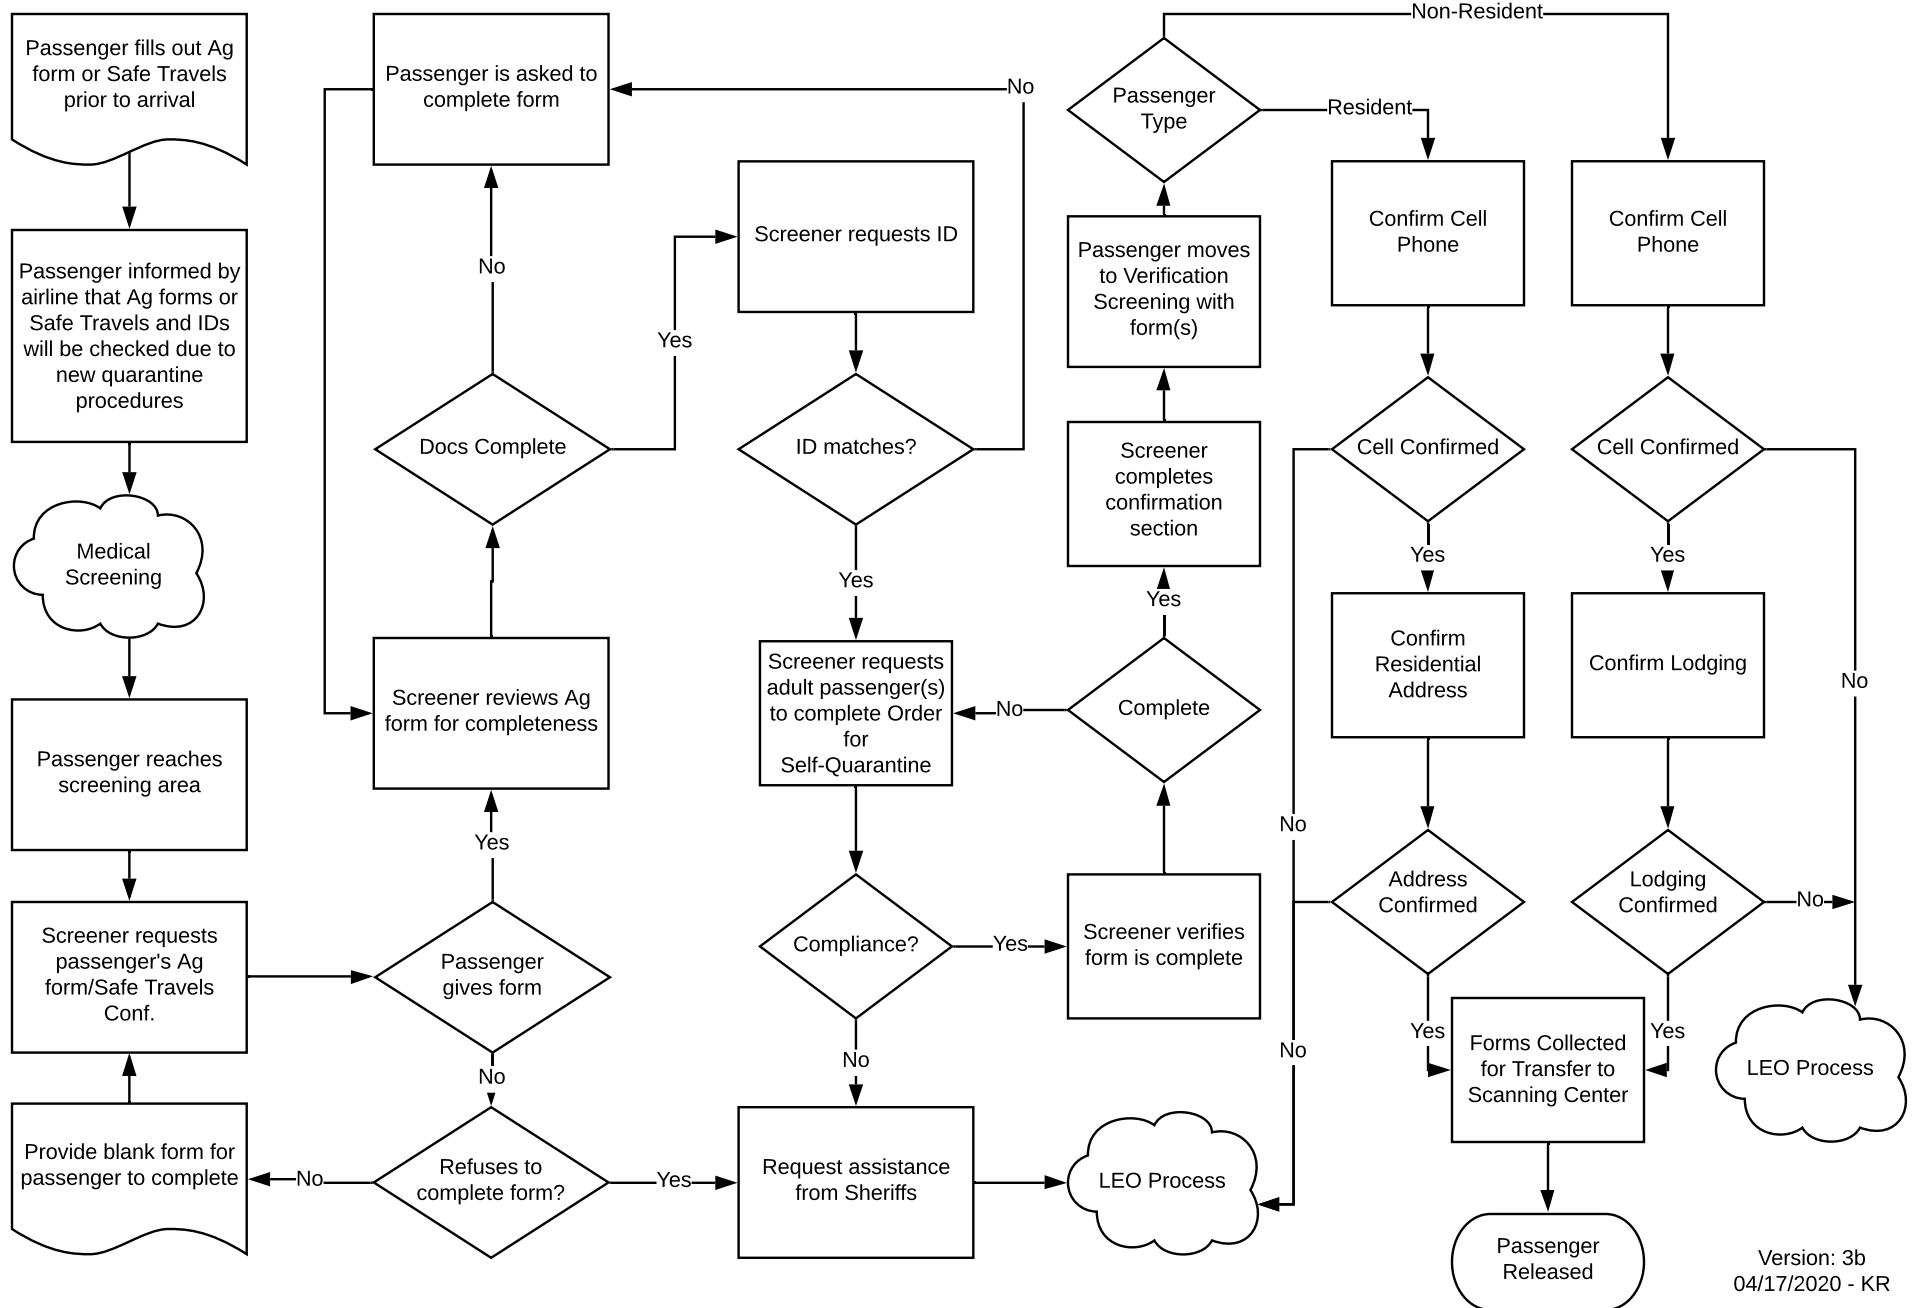 Passenger fills out Ag
form or Safe Travels
prior to arrival
Passenger informed by
airline that Ag forms or
Safe Travels and IDs
will be checked due to
new quarantine
procedures
Medical
Screening
Passenger reaches
screening area
Screener requests
passenger's Ag
form/Safe Travels
Conf.
Provide blank form for
passenger to complete
Passenger is asked to
complete form
No
Docs Complete
Yes
Screener reviews Ag
form for completeness
Yes
Passenger
gives form
No
Refuses to
complete form?
No
Yes
Screener requests ID
No
ID matches?
Yes
Screener requests
adult passenger(s)
to complete Order
for
Self-Quarantine
Compliance?
Yes
No
Request assistance
from Sheriffs
LEO Process
Screener verifies
form is complete
Complete
No
Yes
Screener
completes
confirmation
section
Passenger moves
to Verification
Screening with
form(s)
Passenger
Type
Resident
Non-Resident
Confirm Cell
Phone
Cell Confirmed
Yes
No
Confirm
Residential
Address
Address
Confirmed
Yes
No
Confirm Cell
Phone
Cell Confirmed
Yes
No
Confirm Lodging
Lodging
Confirmed
No
Yes
LEO Process
Forms Collected
for Transfer to
Scanning Center
Passenger
Released
Version: 3b
04/17/2020 - KR